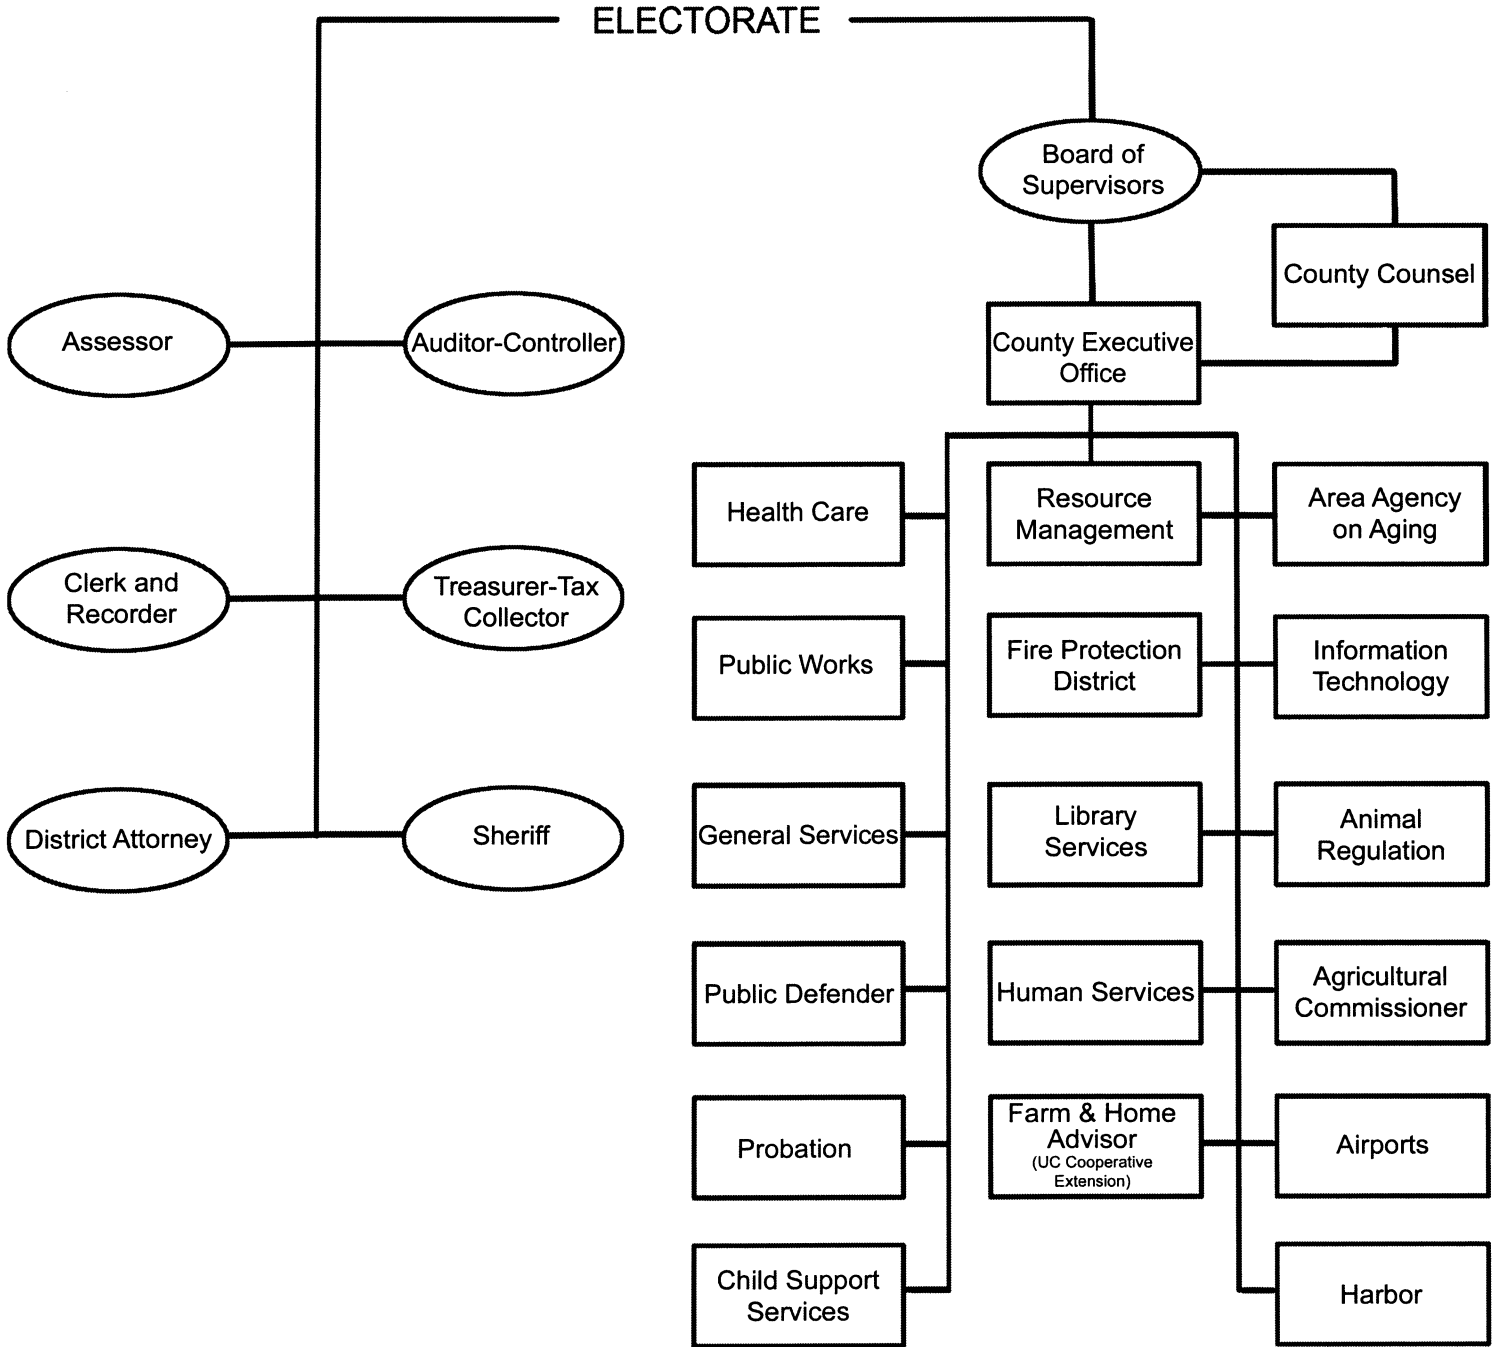 ELECTORATE
Board of
Supervisors
County Counsel
Assessor
Auditor-Controller
County Executive
Office
Health Care
Resource
Management
Area Agency
on Aging
Clerk and
Recorder
Treasurer-Tax
Collector
Public Works
Fire Protection
District
Information
Technology
District Attorney
Sheriff
General Services
Library
Services
Animal
Regulation
Public Defender
Human Services
Agricultural
Commissioner
Probation
Farm & Home
Advisor
(UC Cooperative
Extension)
Airports
Child Support
Services
Harbor